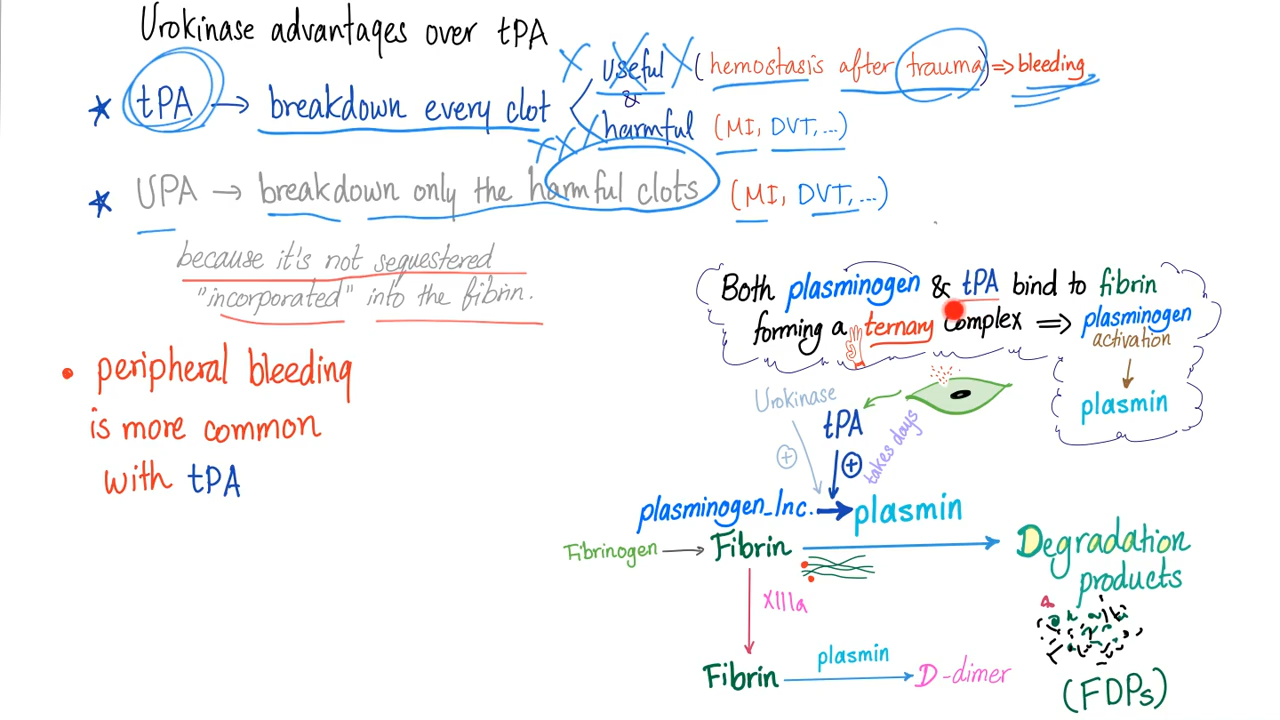 Urokinase advantages over tPA
useful (hemostasis after trauma) ⇒ bleeding
&
tPA → breakdown every clot
harmful (MI, DVT,...)
UPA → breakdown only the harmful clots (MI, DVT,...)
because it's not sequestered
"incorporated" into the fibrin.
• peripheral bleeding
is more common
with tPA
Both plasminogen & tPA bind to fibrin
forming a ternary complex ⇒ plasminogen
activation
plasmin
Urokinase
tPA
takes days
plasminogen_Inc. → plasmin
Fibrinogen → Fibrin → Degradation
products
XIIIa
Fibrin plasmin → D-dimer
(FDPs)